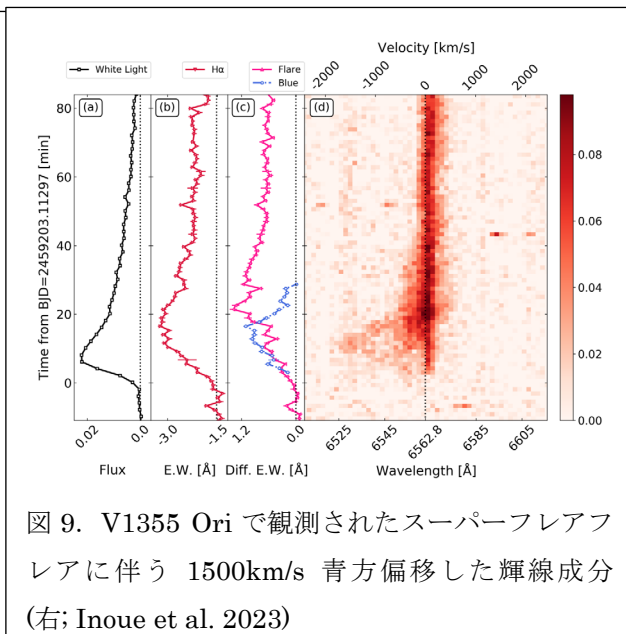 Velocity [km/s]
-2000 -1000 0 1000 2000
White Light Hα Flare Blue
(a) (b) (c) (d)
80
60
40
20
0
Time from BJD=2459203.11297 [min]
0.08
0.06
0.04
0.02
0.00
0.02 0.0 -3.0 -1.5 1.2 0.0 6525 6545 6562.8 6585 6605
Flux E.W. [Å] Diff. E.W. [Å] Wavelength [Å]
図 9. V1355 Ori で観測されたスーパーフレアフ
レアに伴う 1500km/s 青方偏移した輝線成分
(右; Inoue et al. 2023)